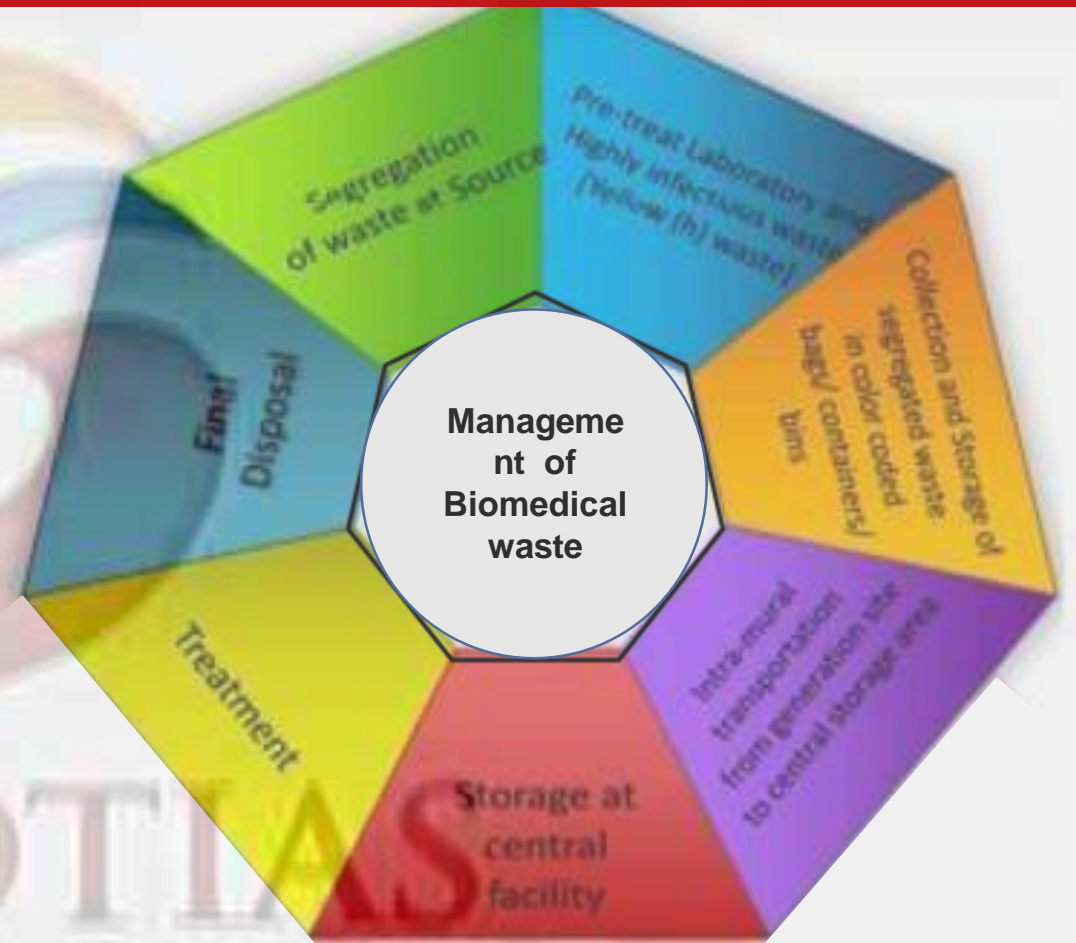 Manageme
nt of
Biomedical
waste
Segregation
of waste at Source
Pre-treat Laboratory and
Highly infectious waste
[Yellow (h) waste]
Collection and Storage of
segregated waste
in color coded
bags/ containers/
bins
Intra-mural
transportation
from generation site
to central storage area
Storage at
central
facility
Treatment
Final
Disposal
TIAS